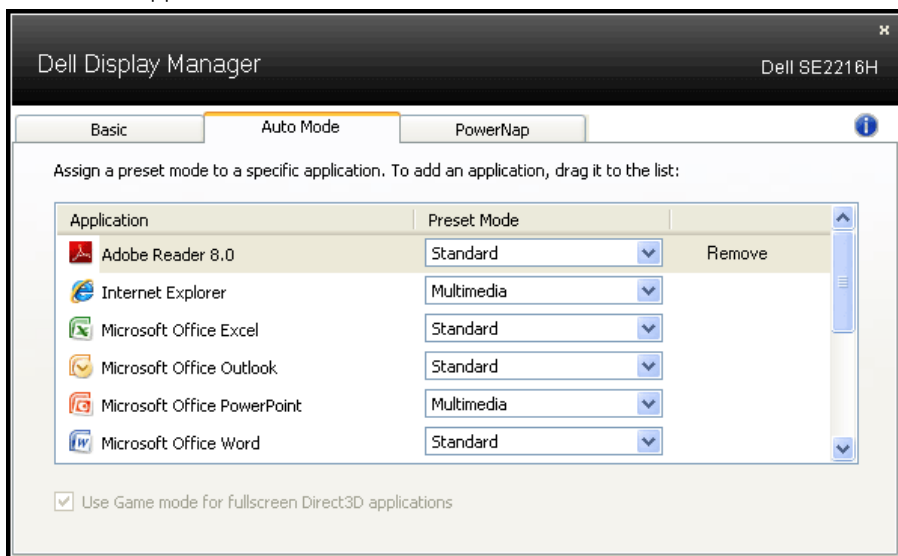 Dell Display Manager
Dell SE2216H
Basic Auto Mode PowerNap
Assign a preset mode to a specific application. To add an application, drag it to the list:
Application Preset Mode
Adobe Reader 8.0 Standard Remove
Internet Explorer Multimedia
Microsoft Office Excel Standard
Microsoft Office Outlook Standard
Microsoft Office PowerPoint Multimedia
Microsoft Office Word Standard
Use Game mode for fullscreen Direct3D applications